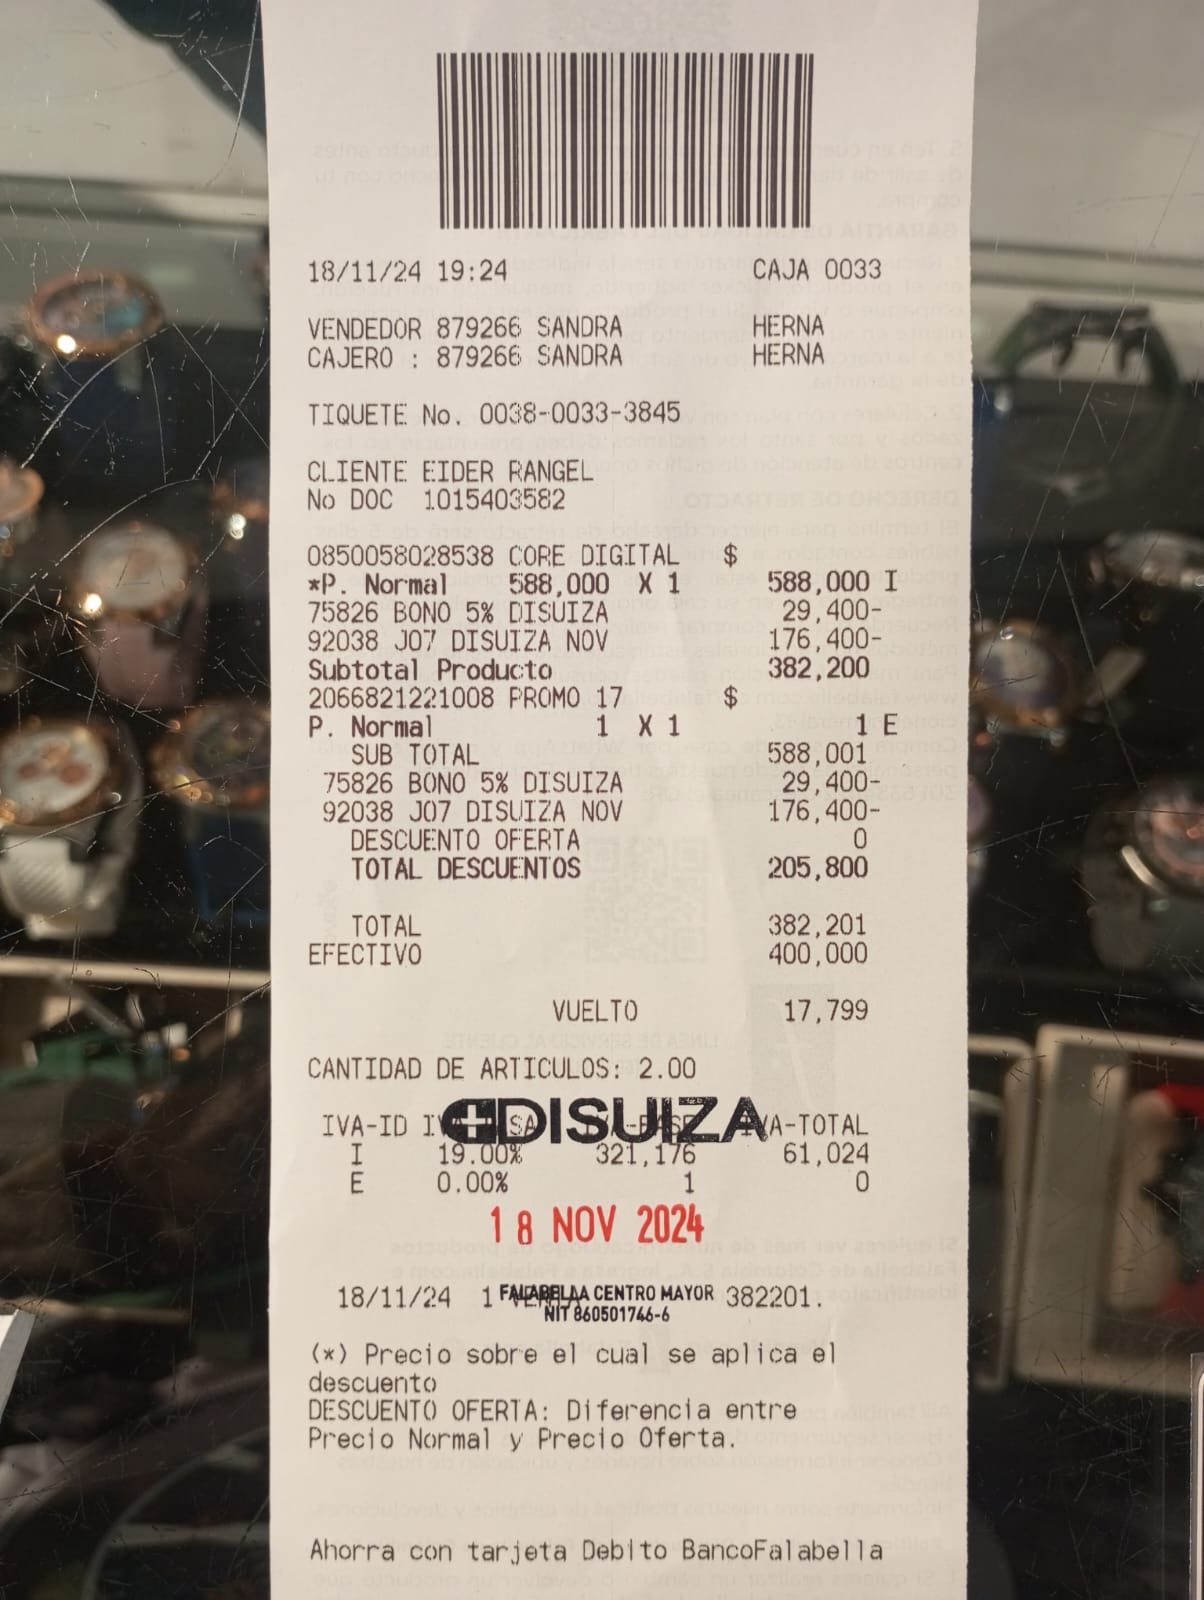 18/11/24 19:24 CAJA 0033
VENDEDOR 879266 SANDRA HERNA
CAJERO : 879266 SANDRA HERNA
TIQUETE No. 0038-0033-3845
CLIENTE EIDER RANGEL
No DOC 1015403582
0850058028538 CORE DIGITAL $
*P. Normal 588,000 X 1 588,000 I
75826 BONO 5% DISUIZA 29,400-
92038 J07 DISUIZA NOV 176,400-
Subtotal Producto 382,200
2066821221008 PROMO 17 $
P. Normal 1 X 1 1 E
SUB TOTAL 588,001
75826 BONO 5% DISUIZA 29,400-
92038 J07 DISUIZA NOV 176,400-
DESCUENTO OFERTA 0
TOTAL DESCUENTOS 205,800
TOTAL 382,201
EFECTIVO 400,000
VUELTO 17,799
CANTIDAD DE ARTICULOS: 2.00
DISUIZA
IVA-ID IVA-TOTAL
I 19.00% 321,176 61,024
E 0.00% 1 0
18 NOV 2024
18/11/24 1 FALABELLA CENTRO MAYOR 382201.
NIT 860501746-6
(*) Precio sobre el cual se aplica el
descuento
DESCUENTO OFERTA: Diferencia entre
Precio Normal y Precio Oferta.
Ahorra con tarjeta Debito BancoFalabella